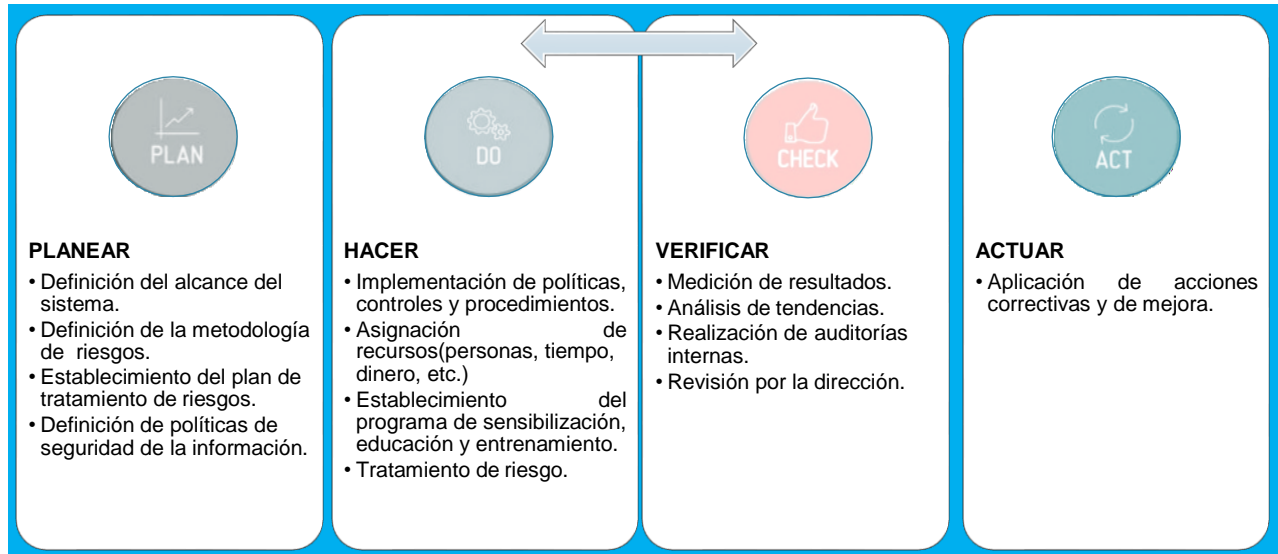 PLAN
PLANEAR
• Definición del alcance del
sistema.
• Definición de la metodología
de riesgos.
• Establecimiento del plan de
tratamiento de riesgos.
• Definición de políticas de
seguridad de la información.
DO
HACER
• Implementación de políticas,
controles y procedimientos.
• Asignación de
recursos(personas, tiempo,
dinero, etc.)
• Establecimiento del
programa de sensibilización,
educación y entrenamiento.
• Tratamiento de riesgo.
CHECK
VERIFICAR
• Medición de resultados.
• Análisis de tendencias.
• Realización de auditorías
internas.
• Revisión por la dirección.
ACT
ACTUAR
• Aplicación de acciones
correctivas y de mejora.